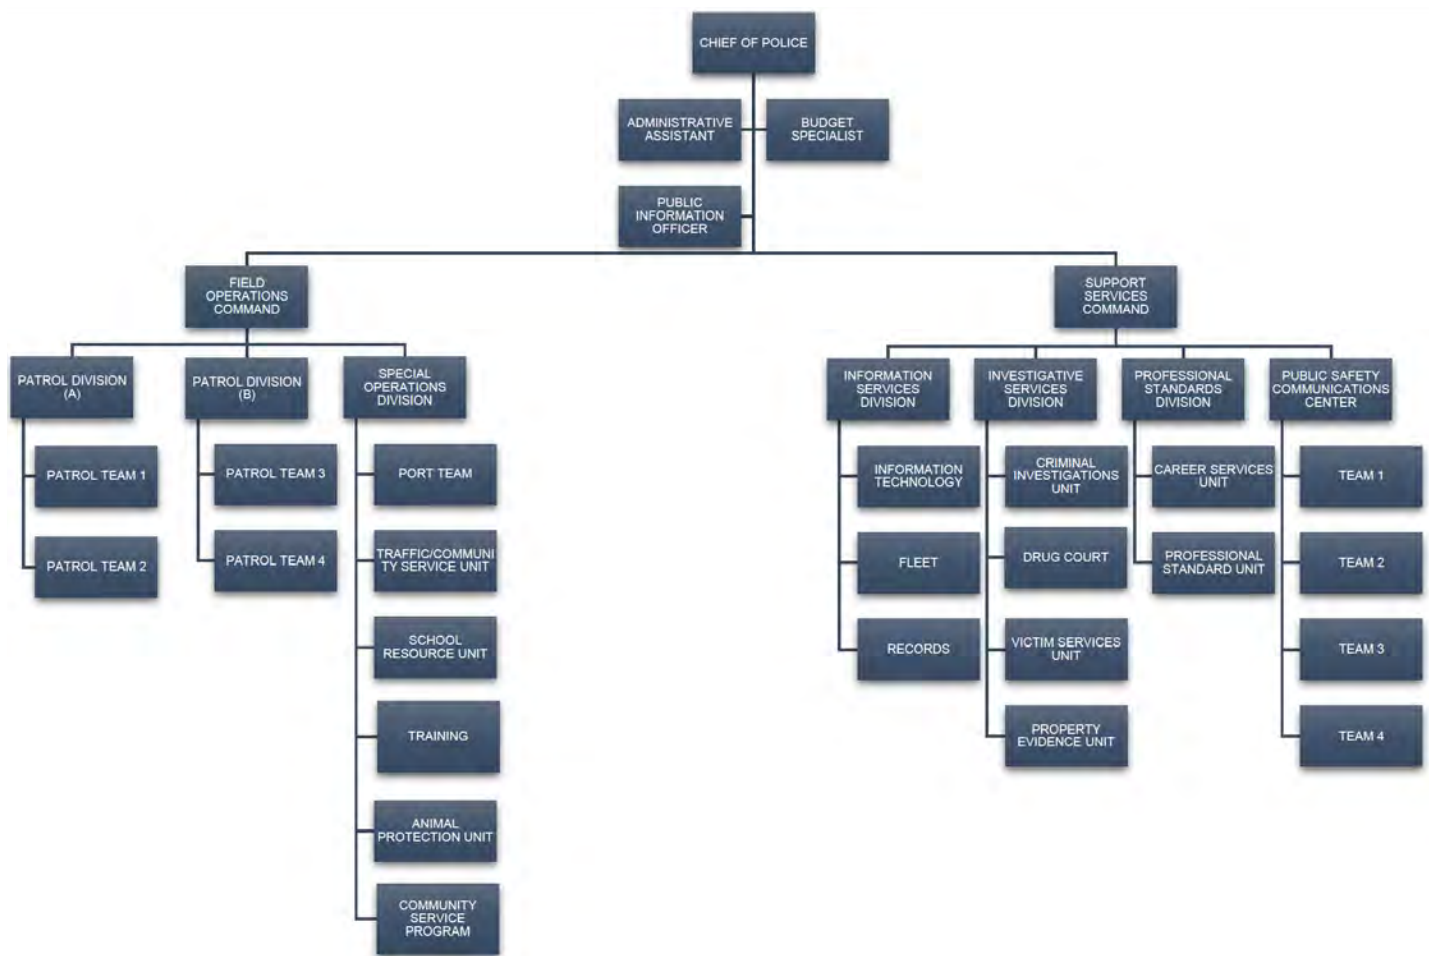 CHIEF OF POLICE
ADMINISTRATIVE
ASSISTANT
BUDGET
SPECIALIST
PUBLIC
INFORMATION
OFFICER
FIELD
OPERATIONS
COMMAND
SUPPORT
SERVICES
COMMAND
PATROL DIVISION
(A)
PATROL TEAM 1
PATROL TEAM 2
PATROL DIVISION
(B)
PATROL TEAM 3
PATROL TEAM 4
SPECIAL
OPERATIONS
DIVISION
PORT TEAM
TRAFFIC/COMMUNI
TY SERVICE UNIT
SCHOOL
RESOURCE UNIT
TRAINING
ANIMAL
PROTECTION UNIT
COMMUNITY
SERVICE
PROGRAM
INFORMATION
SERVICES
DIVISION
INFORMATION
TECHNOLOGY
FLEET
RECORDS
INVESTIGATIVE
SERVICES
DIVISION
CRIMINAL
INVESTIGATIONS
UNIT
DRUG COURT
VICTIM SERVICES
UNIT
PROPERTY
EVIDENCE UNIT
PROFESSIONAL
STANDARDS
DIVISION
CAREER SERVICES
UNIT
PROFESSIONAL
STANDARD UNIT
PUBLIC SAFETY
COMMUNICATIONS
CENTER
TEAM 1
TEAM 2
TEAM 3
TEAM 4